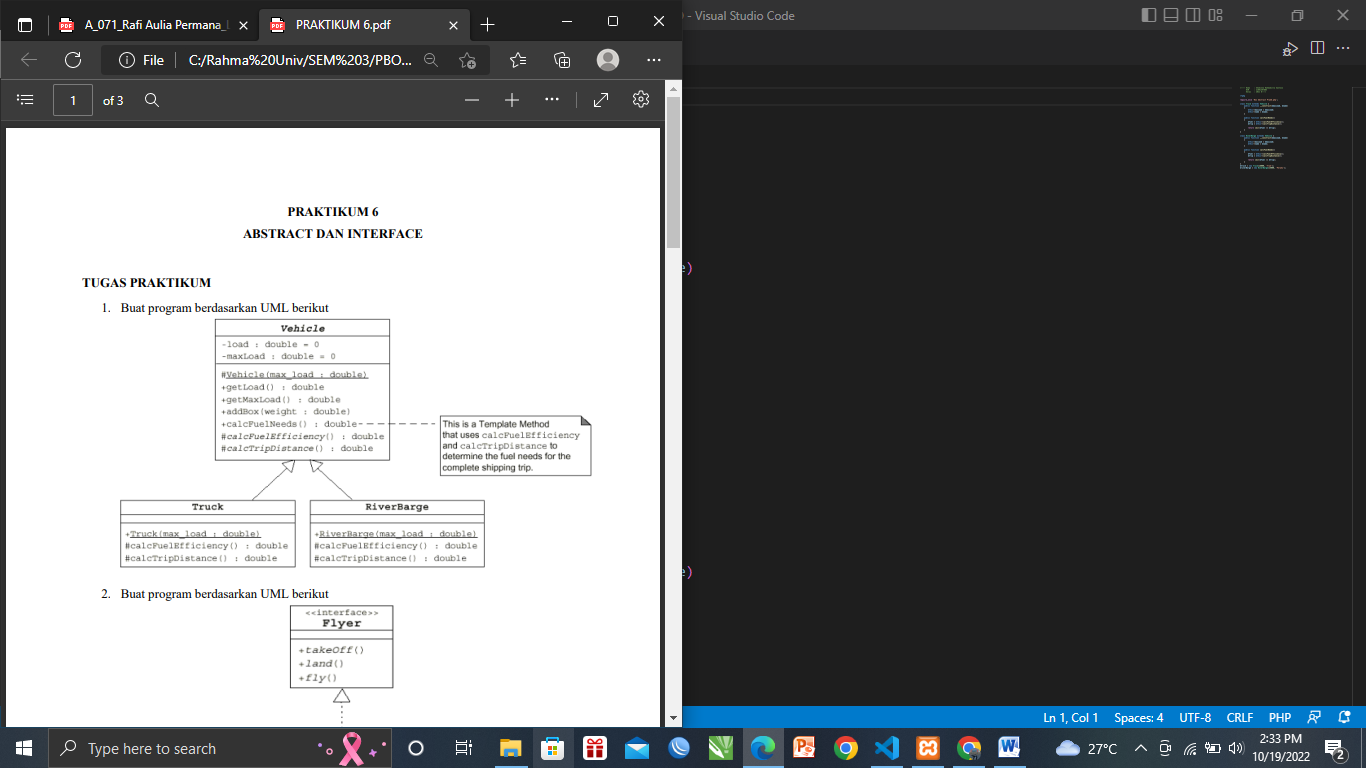 A_071_Rafi Aulia Permana_
PRAKTIKUM 6.pdf
- Visual Studio Code
File
C:/Rahma%20Univ/SEM%203/PBO...
1
of 3
PRAKTIKUM 6
ABSTRACT DAN INTERFACE
TUGAS PRAKTIKUM
1. Buat program berdasarkan UML berikut
Vehicle
-load : double = 0
-maxLoad : double = 0
#Vehicle(max_load : double)
+getLoad() : double
+getMaxLoad() : double
+addBox(weight : double)
+calcFuelNeeds() : double
#calcFuelEfficiency() : double
#calcTripDistance() : double
This is a Template Method
that uses calcFuelEfficiency
and calcTripDistance to
determine the fuel needs for the
complete shipping trip.
Truck
+Truck(max_load : double)
#calcFuelEfficiency() : double
#calcTripDistance() : double
RiverBarge
+RiverBarge(max_load : double)
#calcFuelEfficiency() : double
#calcTripDistance() : double
2. Buat program berdasarkan UML berikut
<<interface>>
Flyer
+takeOff()
+land()
+fly()
e)
e)
Ln 1, Col 1
Spaces: 4
UTF-8
CRLF
PHP
Type here to search
27°C
2:33 PM
10/19/2022
2